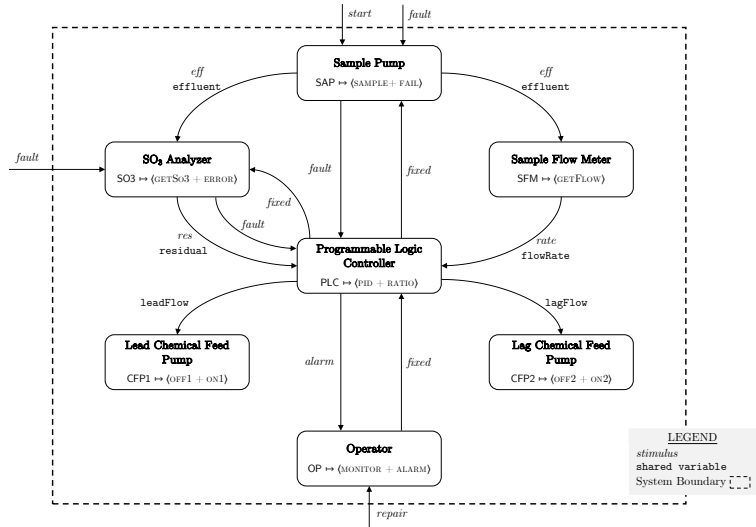 start
fault
Sample Pump
SAP ↦ ⟨SAMPLE+ FAIL⟩
eff
effluent
eff
effluent
fault
SO₃ Analyzer
SO3 ↦ ⟨GETSO3 + ERROR⟩
fault
fixed
Sample Flow Meter
SFM ↦ ⟨GETFLOW⟩
fixed
fault
res
residual
rate
flowRate
Programmable Logic
Controller
PLC ↦ ⟨PID + RATIO⟩
leadFlow
lagFlow
Lead Chemical Feed
Pump
CFP1 ↦ ⟨OFF1 + ON1⟩
alarm
fixed
Lag Chemical Feed
Pump
CFP2 ↦ ⟨OFF2 + ON2⟩
Operator
OP ↦ ⟨MONITOR + ALARM⟩
repair
LEGEND
stimulus
shared variable
System Boundary